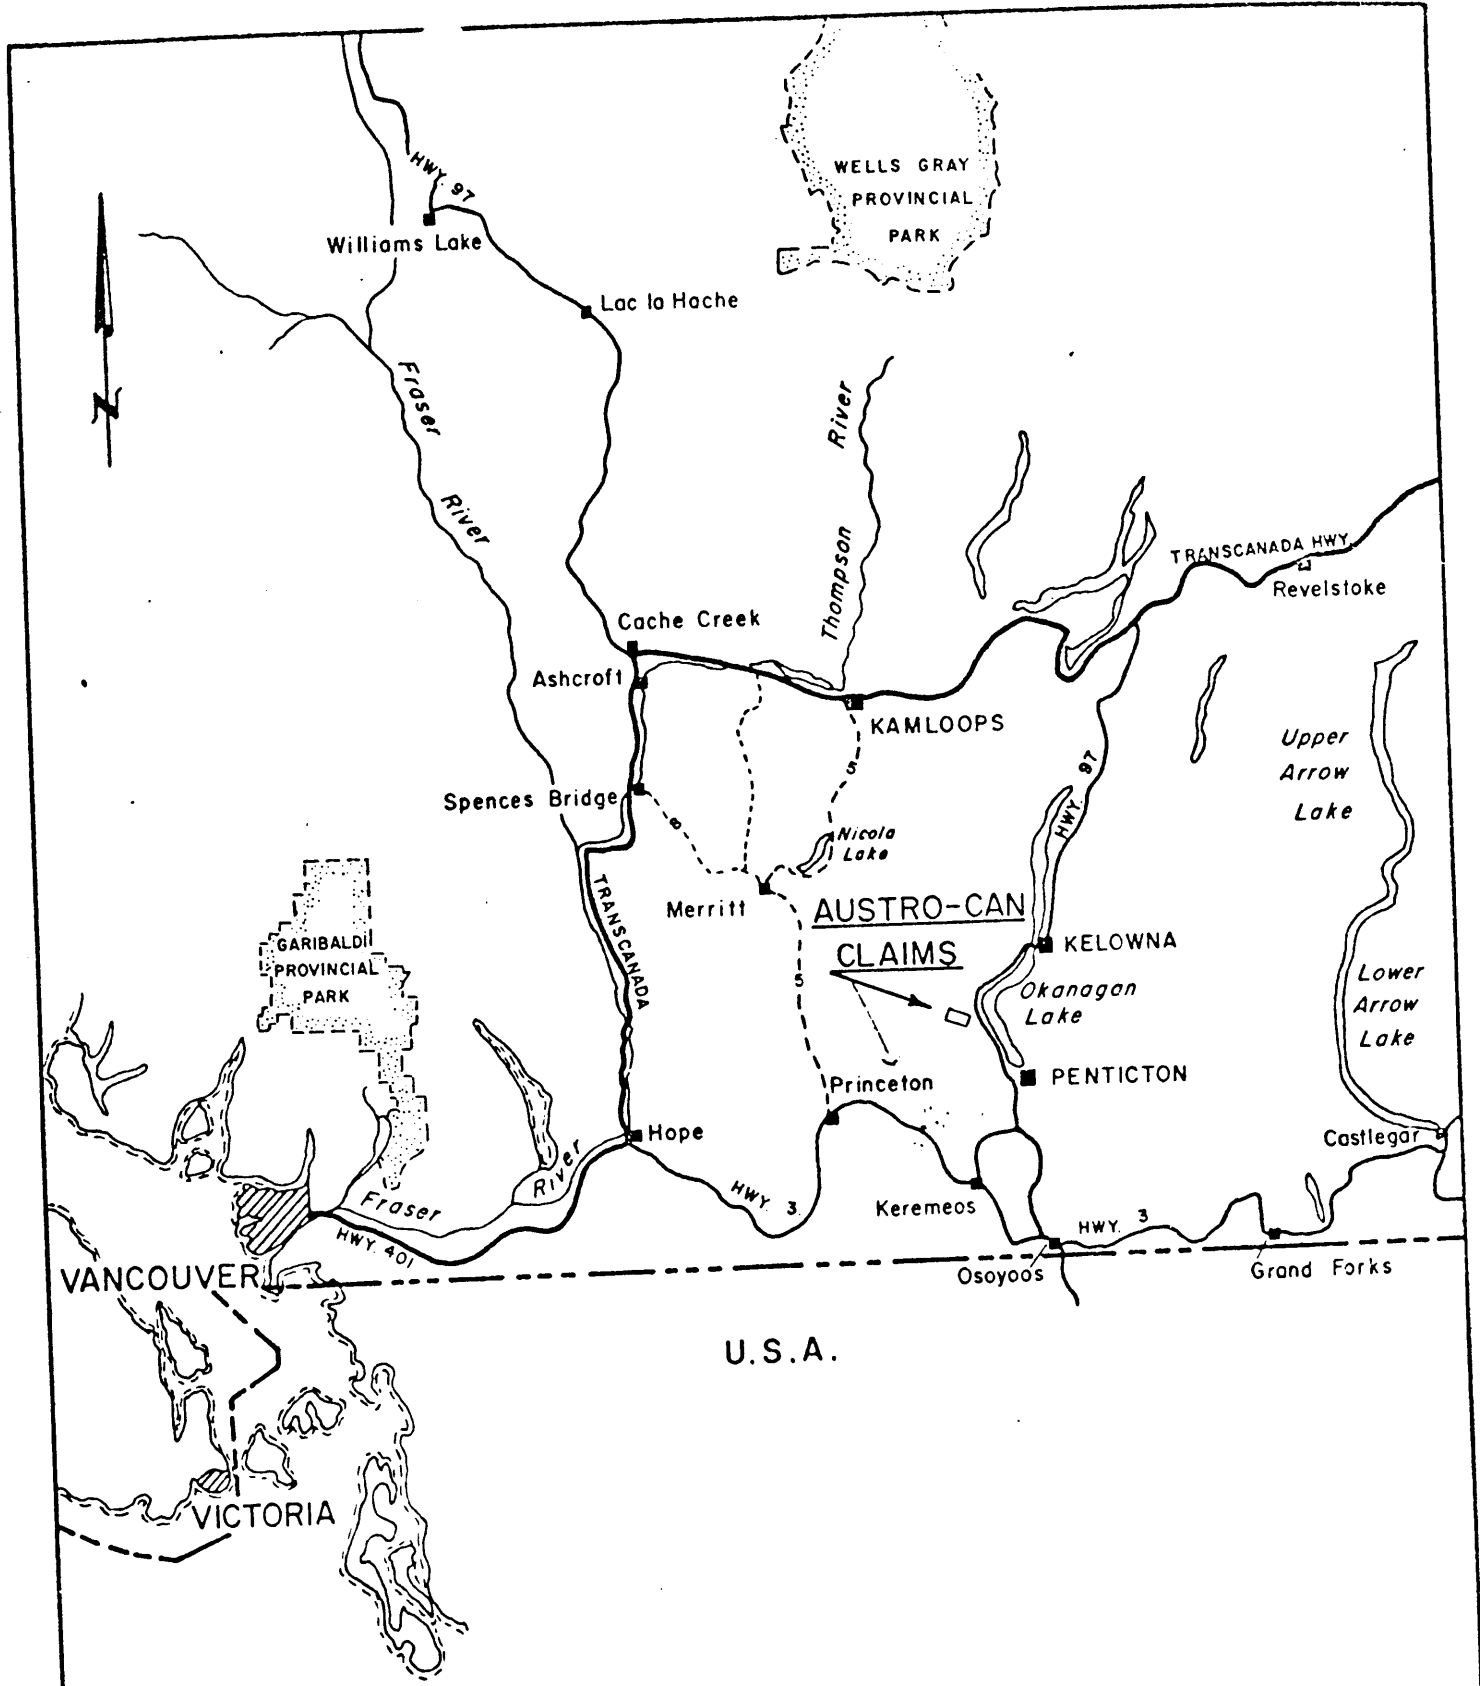 WELLS GRAY
PROVINCIAL
PARK
HWY. 97
Williams Lake
Lac la Hache
N
Fraser
River
River
Thompson
TRANSCANADA HWY.
Revelstoke
Cache Creek
Ashcroft
KAMLOOPS
Upper
Arrow
Lake
5
HWY. 97
Spences Bridge
8
Nicola
Lake
Merritt
TRANSCANADA
AUSTRO-CAN
CLAIMS
KELOWNA
GARIBALDI
PROVINCIAL
PARK
5
Okanagan
Lake
Lower
Arrow
Lake
Princeton
PENTICTON
Hope
Castlegar
Fraser
River
HWY. 3
Keremeos
HWY. 3
HWY. 401
VANCOUVER
Osoyoos
Grand Forks
U.S.A.
VICTORIA